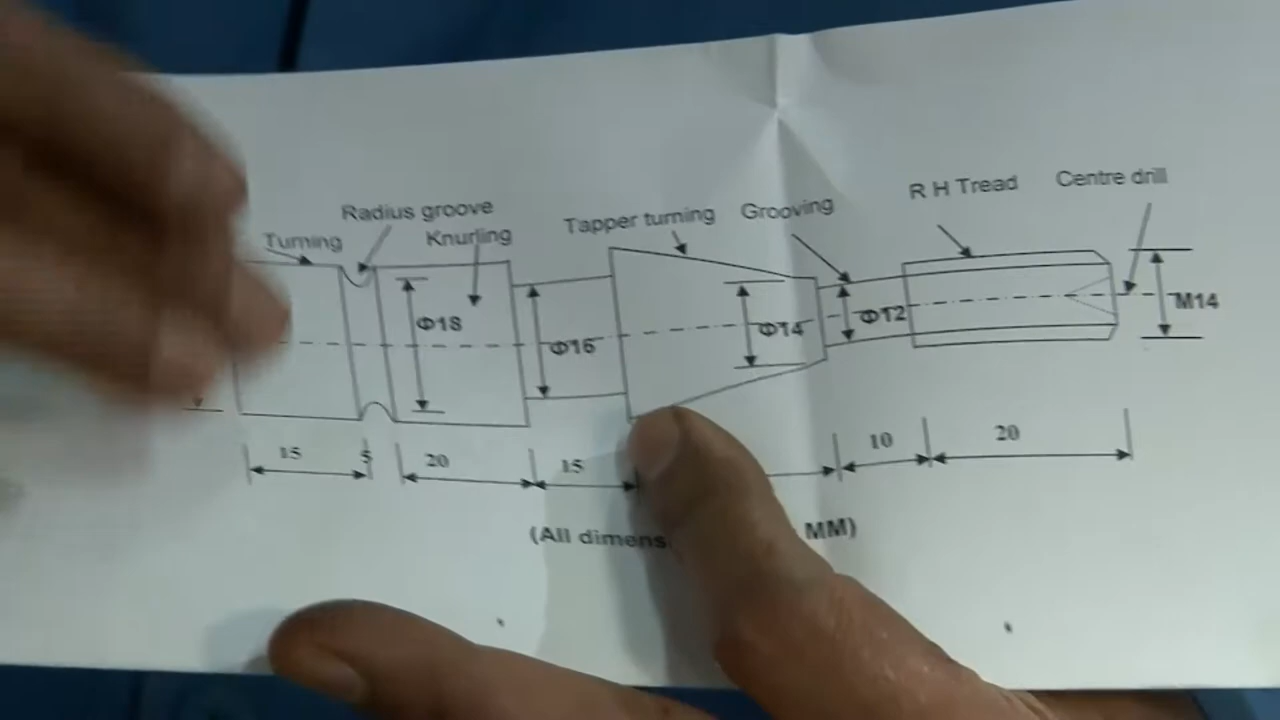 R H Tread
Centre drill
Radius groove
Tapper turning
Grooving
Turning
Knurling
Φ18
Φ16
Φ14
Φ12
M14
15
5
20
15
10
20
(All dimens
MM)